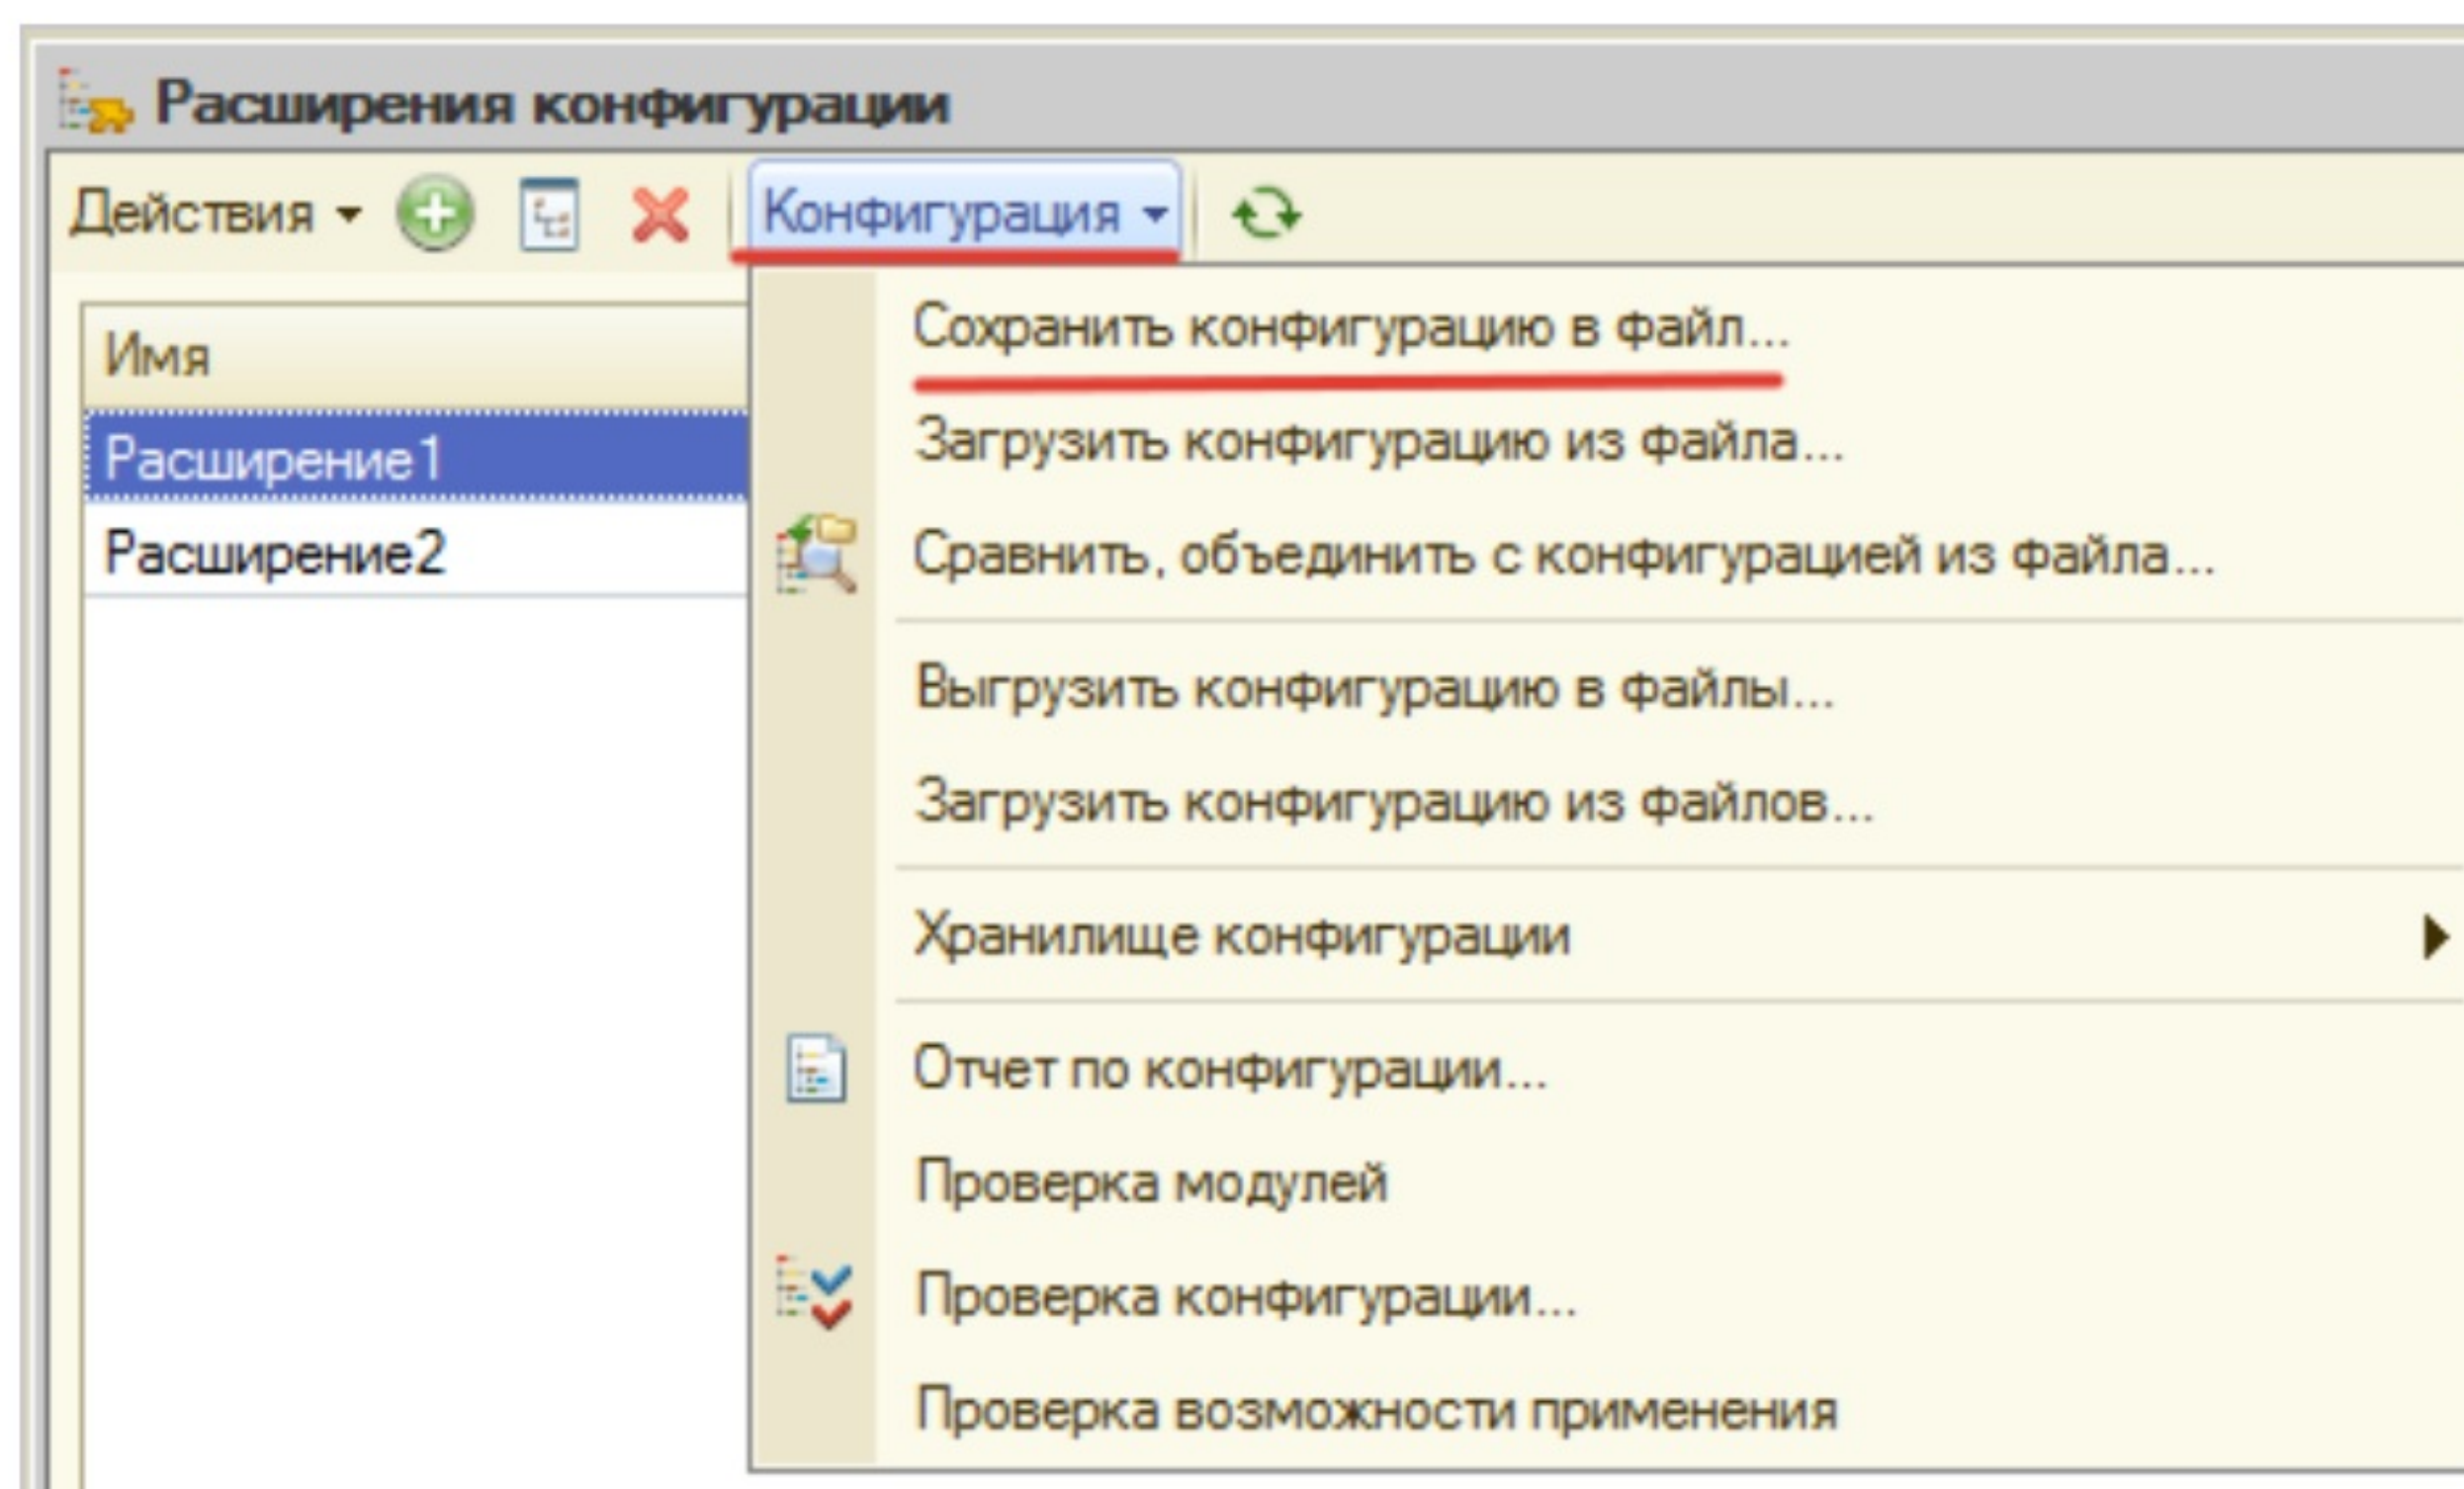 Расширения конфигурации
Действия
Конфигурация
Имя
Расширение1
Расширение2
Сохранить конфигурацию в файл...
Загрузить конфигурацию из файла...
Сравнить, объединить с конфигурацией из файла...
Выгрузить конфигурацию в файлы...
Загрузить конфигурацию из файлов...
Хранилище конфигурации
Отчет по конфигурации...
Проверка модулей
Проверка конфигурации...
Проверка возможности применения